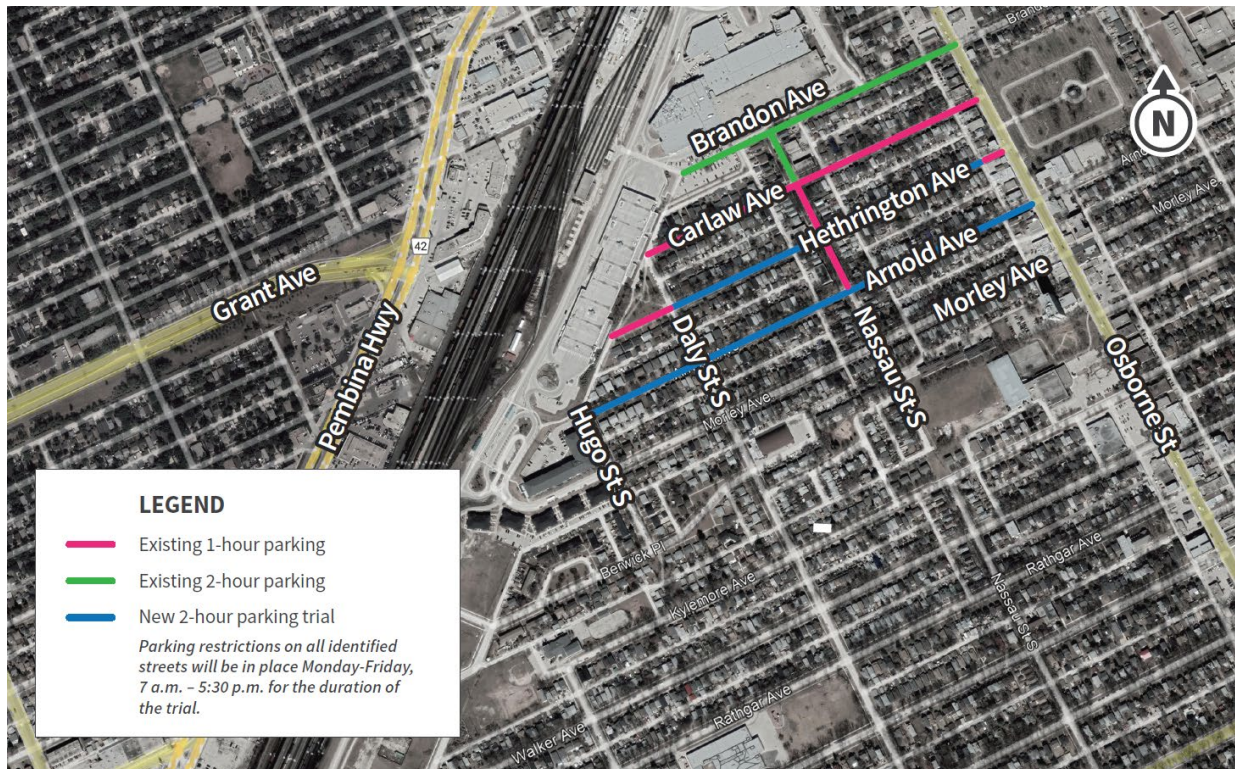 Brandon Ave
N
Morley Ave
Carlaw Ave
Hethrington Ave
42
Grant Ave
Arnold Ave
Pembina Hwy
Morley Ave
Daly St S
Nassau St S
Osborne St
Hugo St S
Morley Ave
Berwick Pl
Kylemore Ave
Rathgar Ave
Nassau St S
Rathgar Ave
Walker Ave
LEGEND
Existing 1-hour parking
Existing 2-hour parking
New 2-hour parking trial
Parking restrictions on all identified
streets will be in place Monday-Friday,
7 a.m. – 5:30 p.m. for the duration of
the trial.